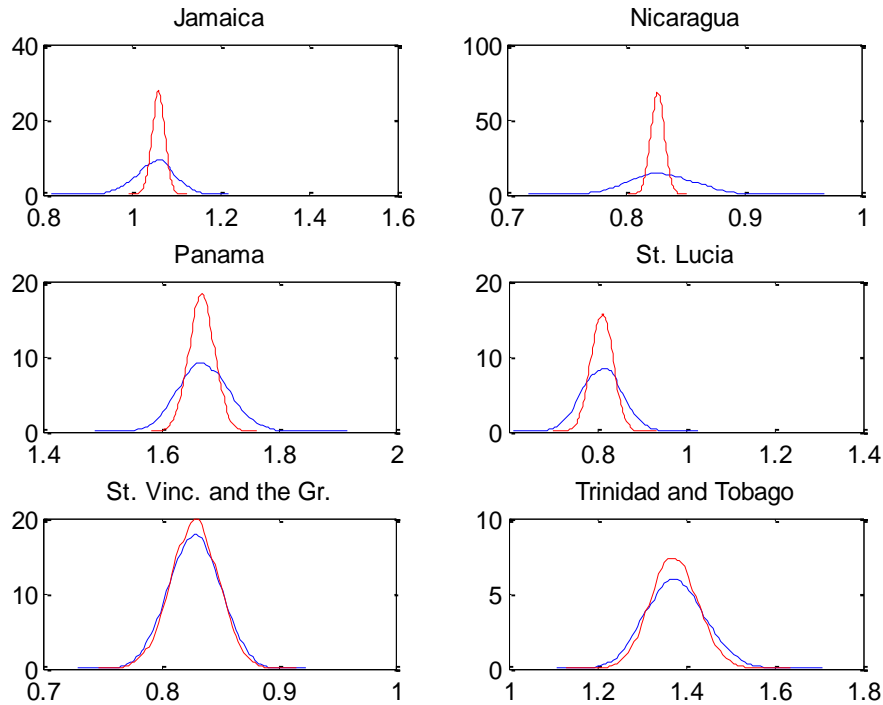 Jamaica
40
20
0
0.8 1 1.2 1.4 1.6
Nicaragua
100
50
0
0.7 0.8 0.9 1
Panama
20
10
0
1.4 1.6 1.8 2
St. Lucia
20
10
0
0.8 1 1.2 1.4
St. Vinc. and the Gr.
20
10
0
0.7 0.8 0.9 1
Trinidad and Tobago
10
5
0
1 1.2 1.4 1.6 1.8